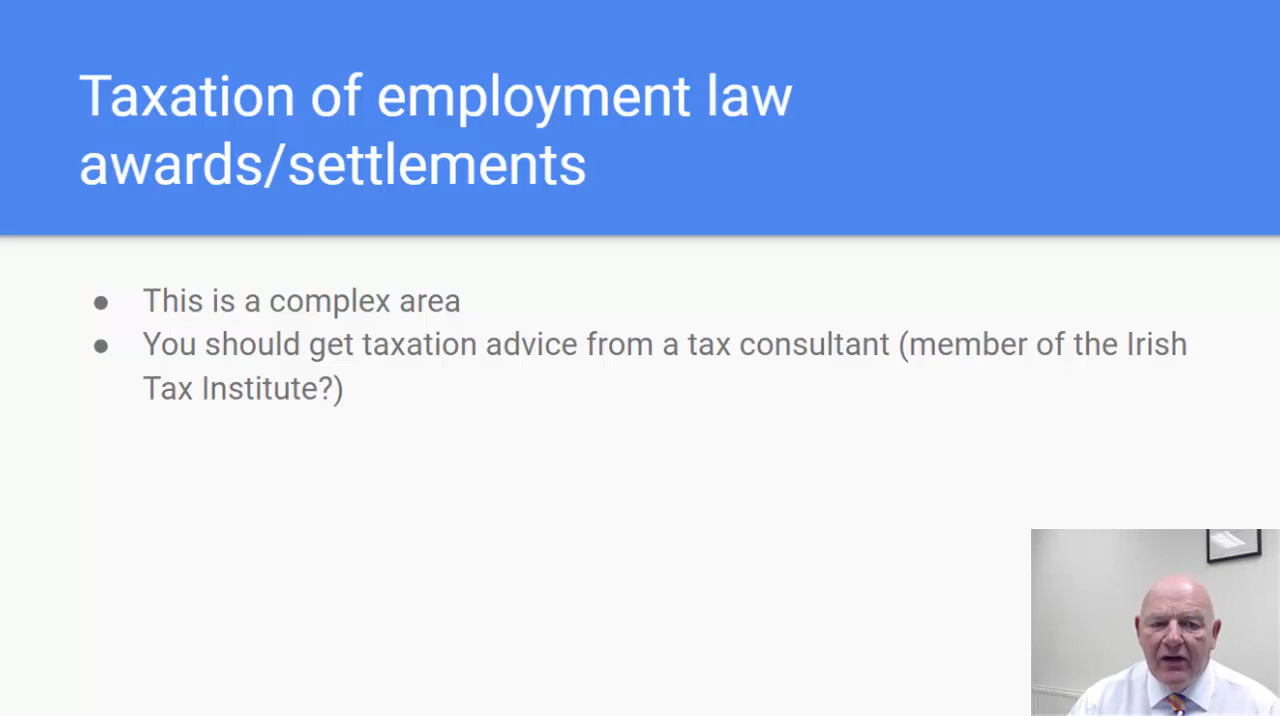 Taxation of employment law
awards/settlements
● This is a complex area
● You should get taxation advice from a tax consultant (member of the Irish
Tax Institute?)